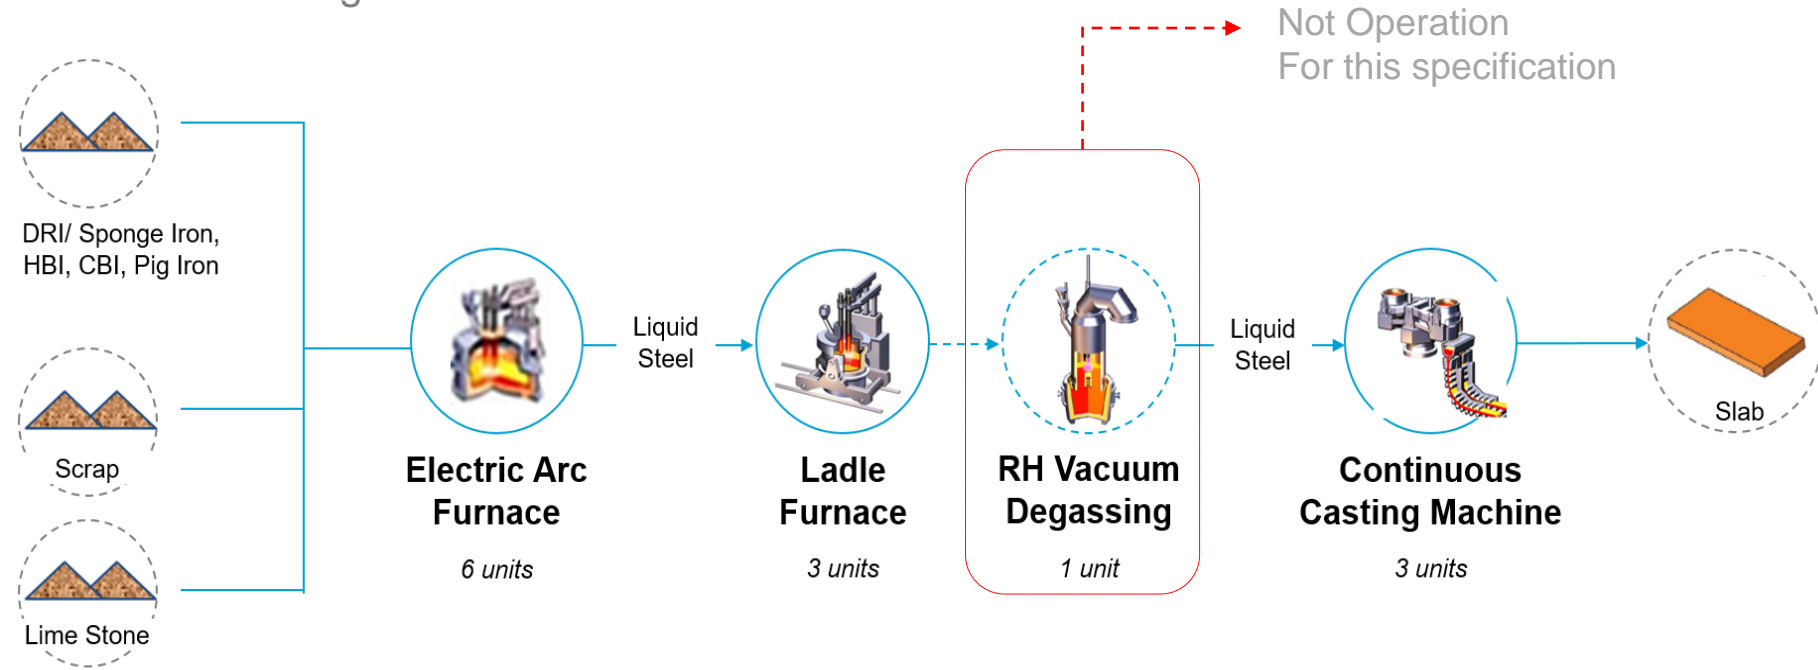 Not Operation
For this specification
DRI/ Sponge Iron,
HBI, CBI, Pig Iron
Scrap
Lime Stone
Electric Arc
Furnace
6 units
Liquid
Steel
Ladle
Furnace
3 units
RH Vacuum
Degassing
1 unit
Liquid
Steel
Continuous
Casting Machine
3 units
Slab